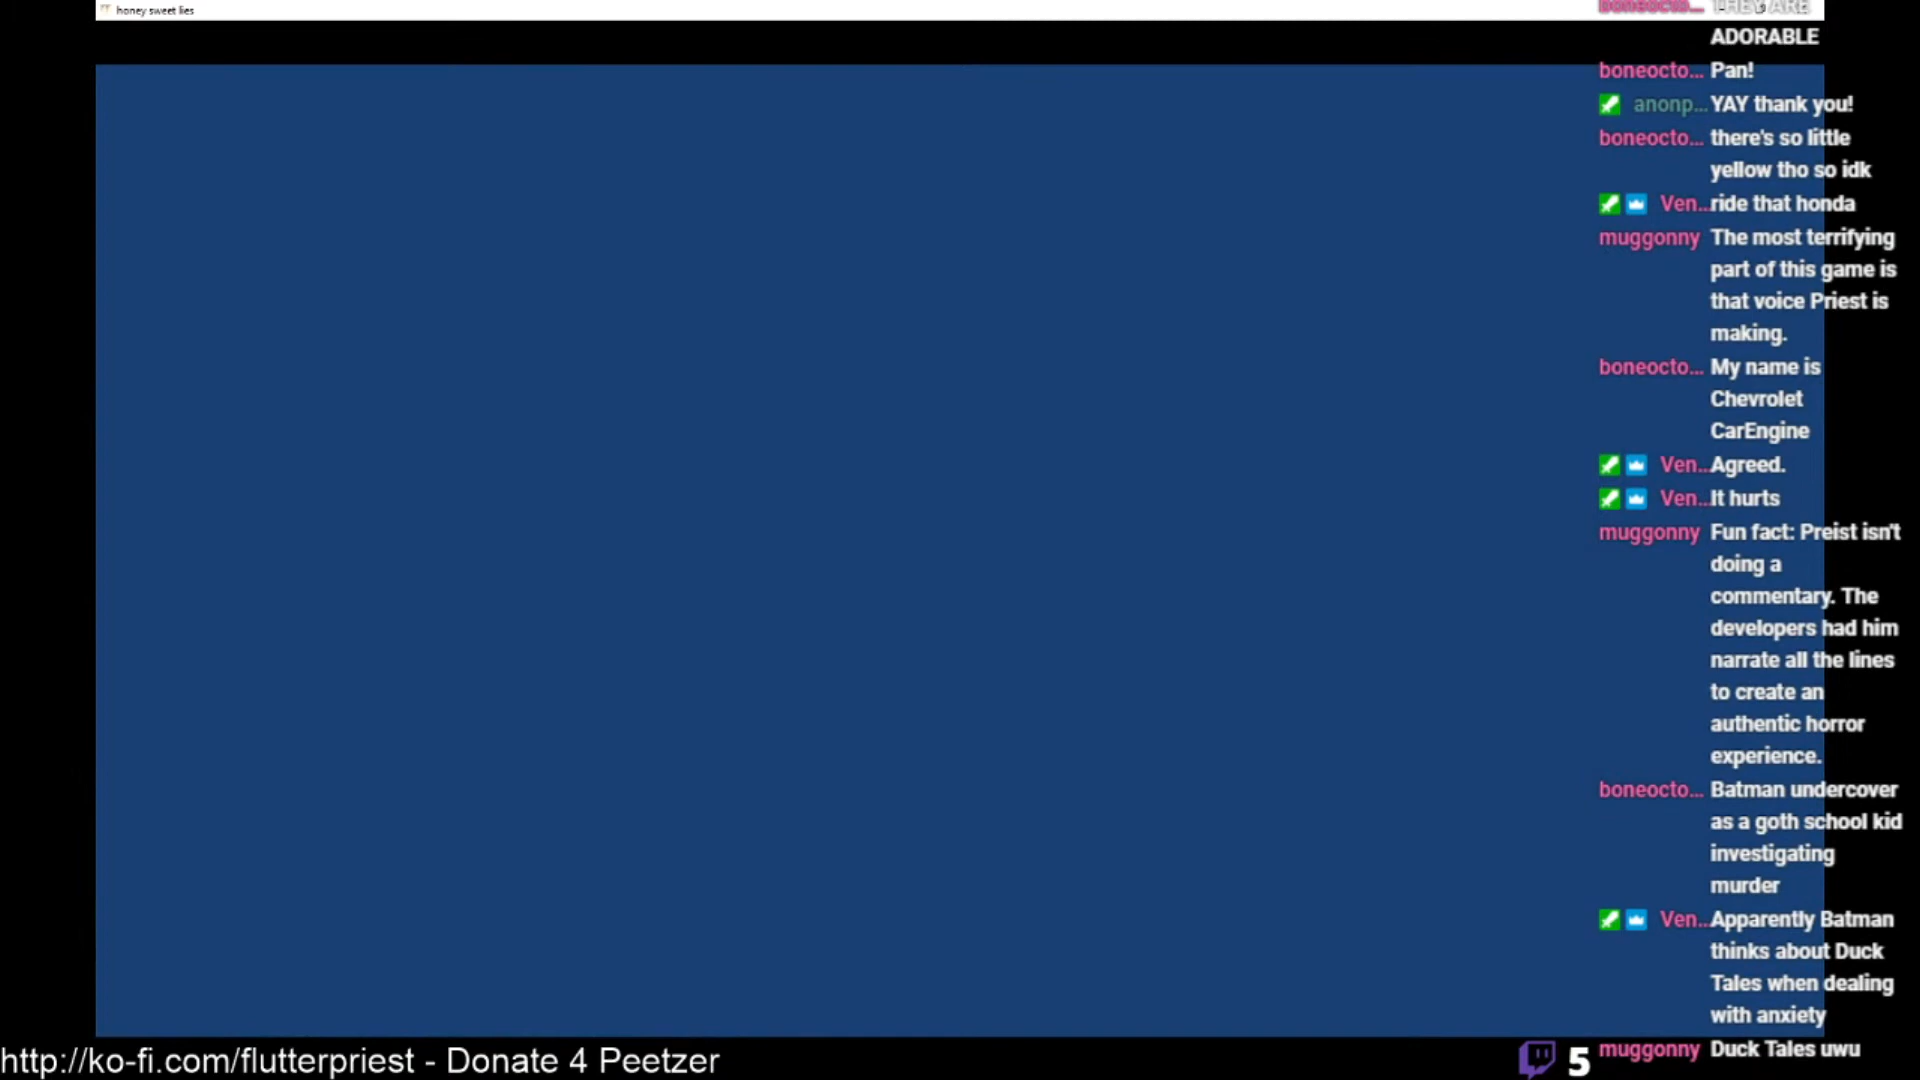 honey sweet lies
boneocto... THEY ARE
ADORABLE
boneocto... Pan!
anonp... YAY thank you!
boneocto... there's so little
yellow tho so idk
Ven... ride that honda
muggonny The most terrifying
part of this game is
that voice Priest is
making.
boneocto... My name is
Chevrolet
CarEngine
Ven... Agreed.
Ven... It hurts
muggonny Fun fact: Preist isn't
doing a
commentary. The
developers had him
narrate all the lines
to create an
authentic horror
experience.
boneocto... Batman undercover
as a goth school kid
investigating
murder
Ven... Apparently Batman
thinks about Duck
Tales when dealing
with anxiety
muggonny Duck Tales uwu
http://ko-fi.com/flutterpriest - Donate 4 Peetzer
5